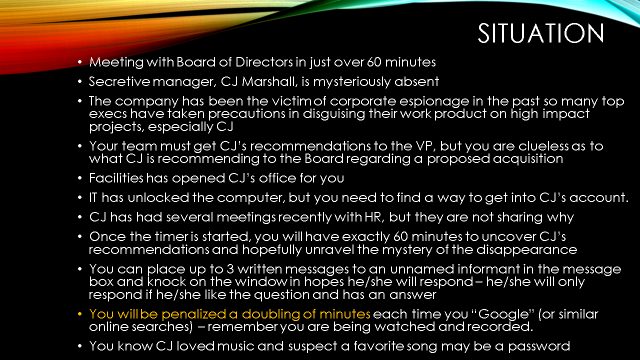 SITUATION
• Meeting with Board of Directors in just over 60 minutes
• Secretive manager, CJ Marshall, is mysteriously absent
• The company has been the victim of corporate espionage in the past so many top
execs have taken precautions in disguising their work product on high impact
projects, especially CJ
• Your team must get CJ's recommendations to the VP, but you are clueless as to
what CJ is recommending to the Board regarding a proposed acquisition
• Facilities has opened CJ's office for you
• IT has unlocked the computer, but you need to find a way to get into CJ's account.
• CJ has had several meetings recently with HR, but they are not sharing why
• Once the timer is started, you will have exactly 60 minutes to uncover CJ's
recommendations and hopefully unravel the mystery of the disappearance
• You can place up to 3 written messages to an unnamed informant in the message
box and knock on the window in hopes he/she will respond – he/she will only
respond if he/she like the question and has an answer
• You will be penalized a doubling of minutes each time you "Google" (or similar
online searches) – remember you are being watched and recorded.
• You know CJ loved music and suspect a favorite song may be a password